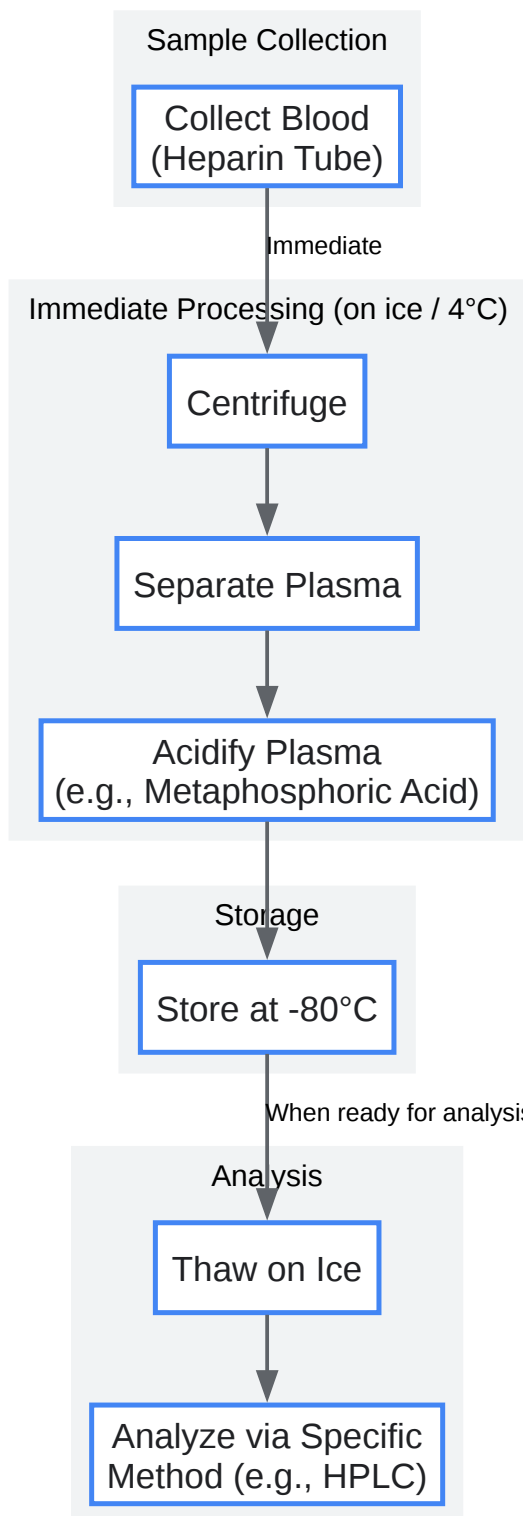 Sample Collection
Collect Blood
(Heparin Tube)
Immediate
Immediate Processing (on ice / 4°C)
Centrifuge
Separate Plasma
Acidify Plasma
(e.g., Metaphosphoric Acid)
Storage
Store at -80°C
When ready for analysis
Analysis
Thaw on Ice
Analyze via Specific
Method (e.g., HPLC)